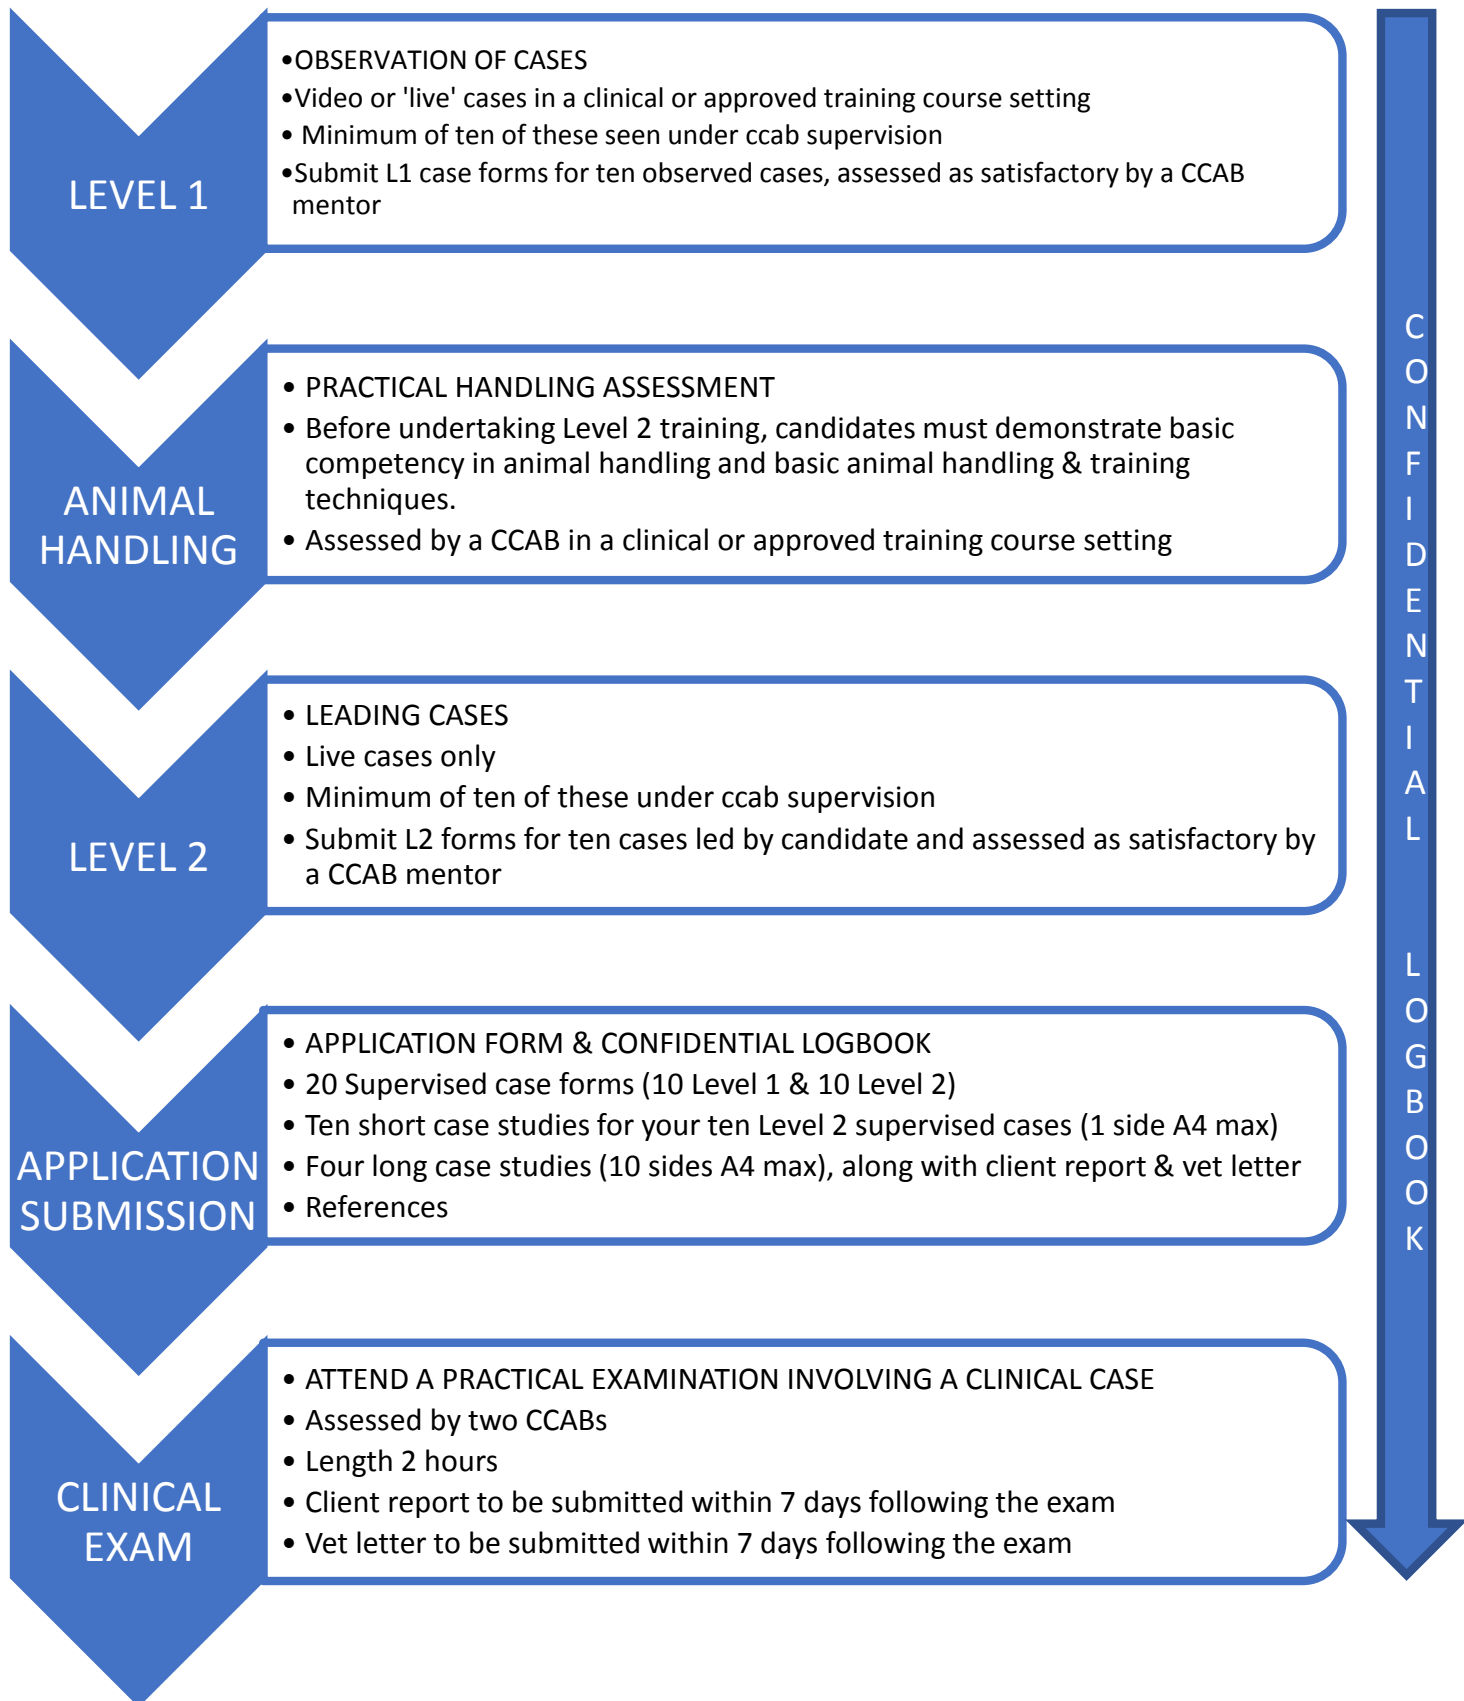 LEVEL 1
•OBSERVATION OF CASES
•Video or 'live' cases in a clinical or approved training course setting
• Minimum of ten of these seen under ccab supervision
•Submit L1 case forms for ten observed cases, assessed as satisfactory by a CCAB
mentor
ANIMAL
HANDLING
• PRACTICAL HANDLING ASSESSMENT
• Before undertaking Level 2 training, candidates must demonstrate basic
competency in animal handling and basic animal handling & training
techniques.
• Assessed by a CCAB in a clinical or approved training course setting
LEVEL 2
• LEADING CASES
• Live cases only
• Minimum of ten of these under ccab supervision
• Submit L2 forms for ten cases led by candidate and assessed as satisfactory by
a CCAB mentor
APPLICATION
SUBMISSION
• APPLICATION FORM & CONFIDENTIAL LOGBOOK
• 20 Supervised case forms (10 Level 1 & 10 Level 2)
• Ten short case studies for your ten Level 2 supervised cases (1 side A4 max)
• Four long case studies (10 sides A4 max), along with client report & vet letter
• References
CLINICAL
EXAM
• ATTEND A PRACTICAL EXAMINATION INVOLVING A CLINICAL CASE
• Assessed by two CCABs
• Length 2 hours
• Client report to be submitted within 7 days following the exam
• Vet letter to be submitted within 7 days following the exam
CONFIDENTIAL LOGBOOK